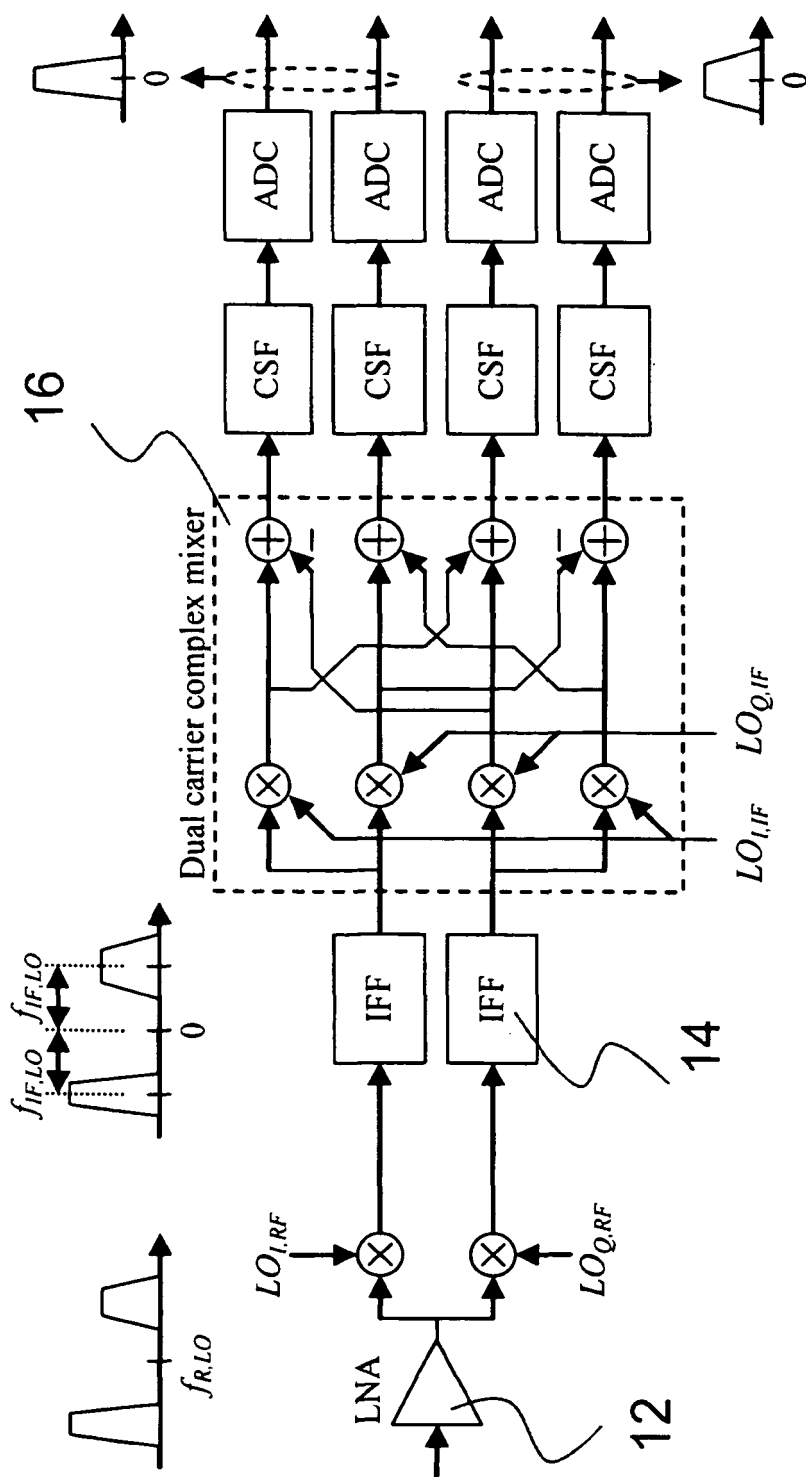 f_{R,LO}
f_{IF,LO} f_{IF,LO}
0
0
16
Dual carrier complex mixer
LNA
12
LO_{I,RF}
LO_{Q,RF}
IFF
IFF
14
LO_{I,IF}
LO_{Q,IF}
CSF ADC
CSF ADC
CSF ADC
CSF ADC
0